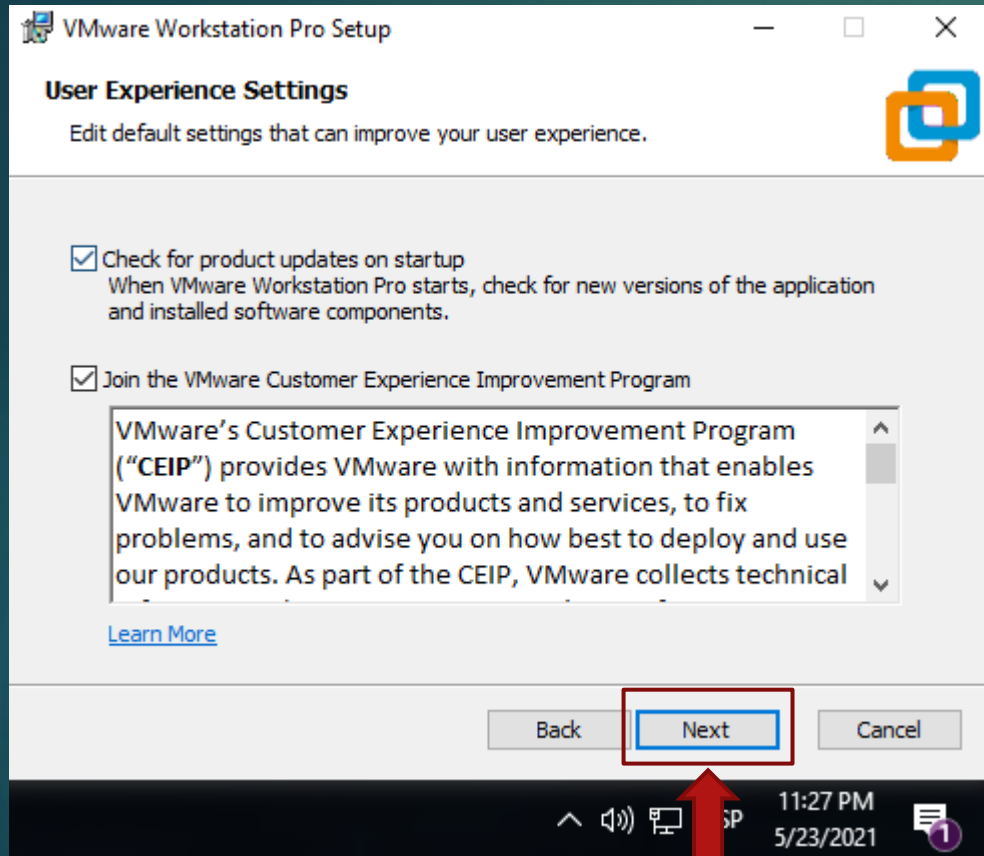 VMware Workstation Pro Setup
User Experience Settings
Edit default settings that can improve your user experience.
Check for product updates on startup
When VMware Workstation Pro starts, check for new versions of the application
and installed software components.
Join the VMware Customer Experience Improvement Program
VMware’s Customer Experience Improvement Program
(“CEIP”) provides VMware with information that enables
VMware to improve its products and services, to fix
problems, and to advise you on how best to deploy and use
our products. As part of the CEIP, VMware collects technical
Learn More
Back Next Cancel
11:27 PM
5/23/2021
1